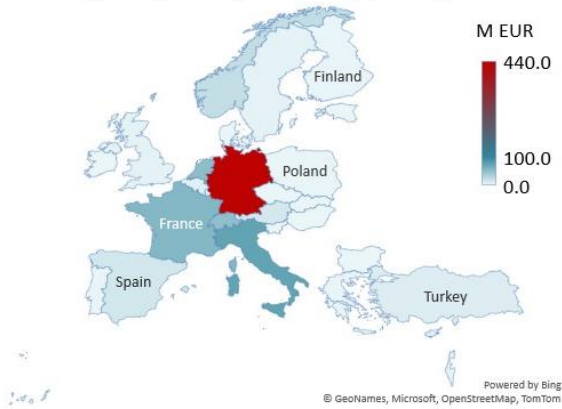 M EUR
440.0
100.0
0.0
Finland
Poland
France
Spain
Turkey
Powered by Bing
© GeoNames, Microsoft, OpenStreetMap, TomTom